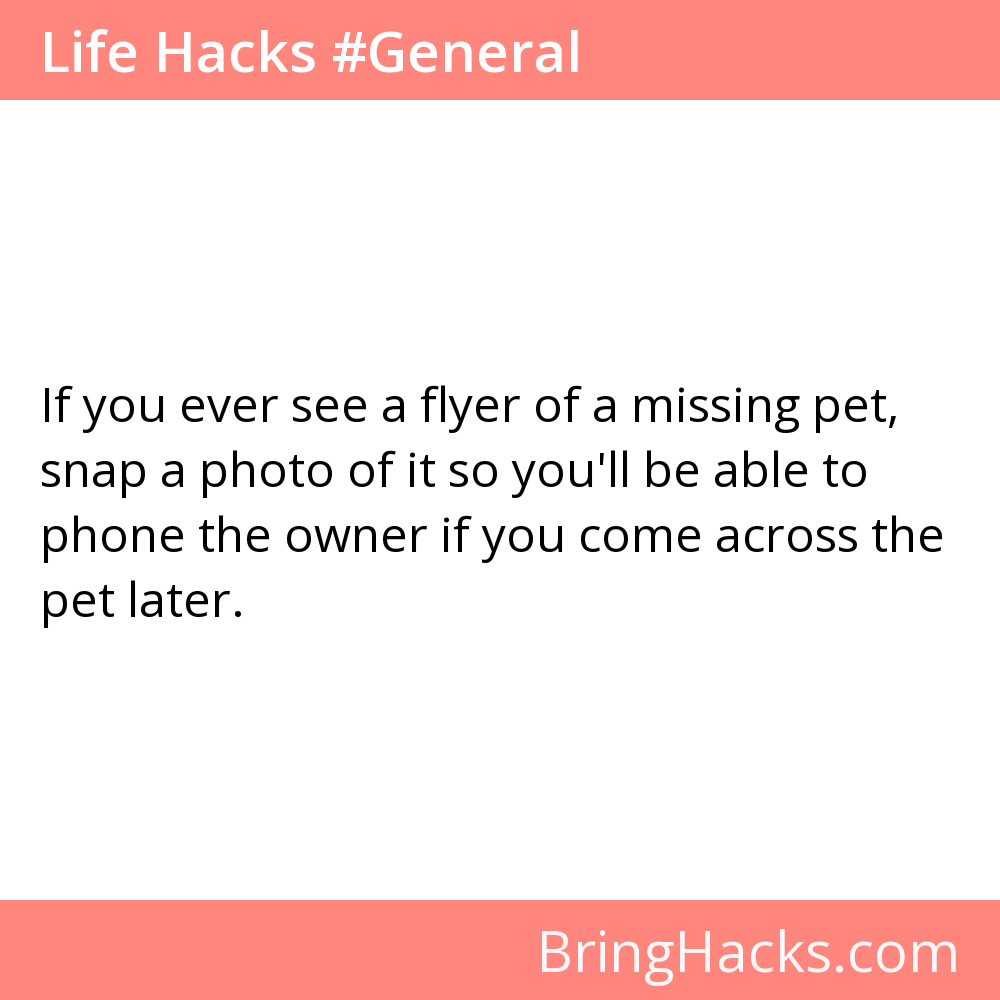 Life Hacks #General
If you ever see a flyer of a missing pet,
snap a photo of it so you'll be able to
phone the owner if you come across the
pet later.
BringHacks.com